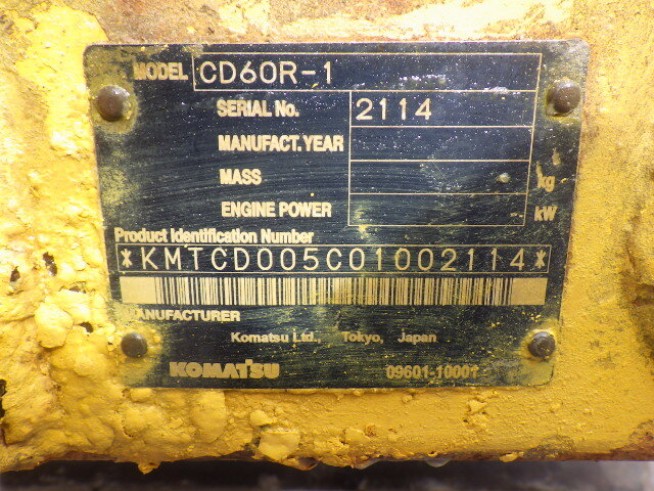 MODEL CD60R-1
SERIAL No. 2114
MANUFACT. YEAR
MASS kg
ENGINE POWER kW
Product Identification Number
*KMTCD005C01002114*
MANUFACTURER
Komatsu Ltd., Tokyo, Japan
KOMATSU 09601-10001